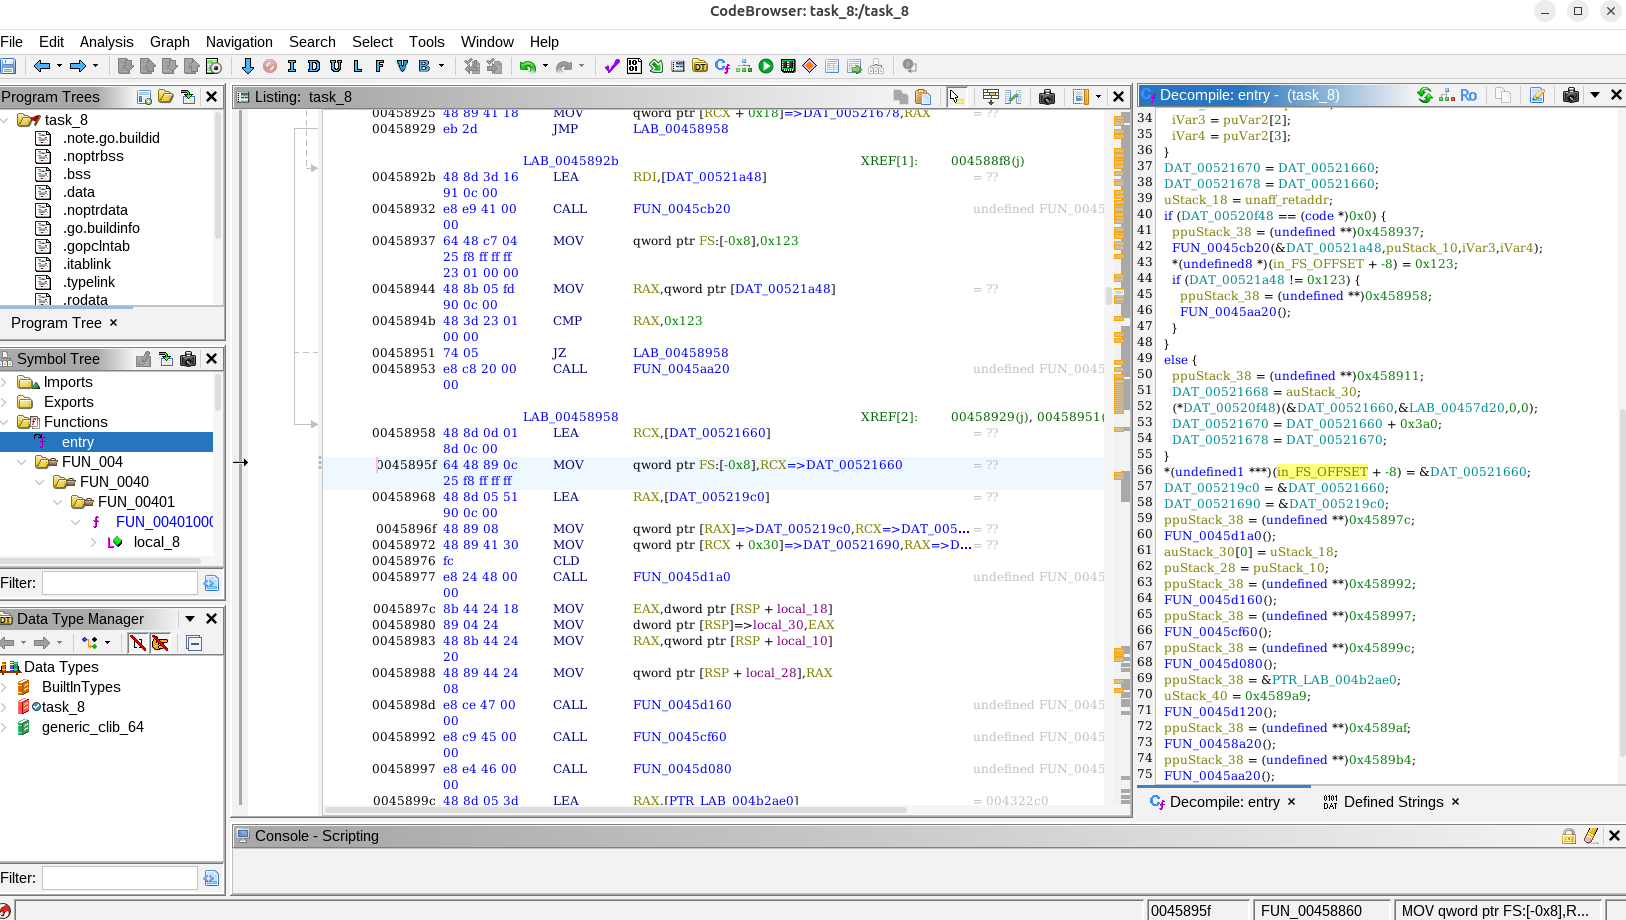 CodeBrowser: task_8:/task_8
File Edit Analysis Graph Navigation Search Select Tools Window Help
I D U L F V B
Program Trees
task_8
.note.go.buildid
.noptrbss
.bss
.data
.noptrdata
.go.buildinfo
.gopclntab
.itablink
.typelink
.rodata
Program Tree ×
Symbol Tree
Imports
Exports
Functions
entry
FUN_004
FUN_0040
FUN_00401
FUN_0040100
local_8
Filter:
Data Type Manager
Data Types
BuiltInTypes
task_8
generic_clib_64
Filter:
Listing: task_8
00458925 48 89 41 18 MOV qword ptr [RCX + 0x18]=>DAT_00521678,RAX = ??
00458929 eb 2d JMP LAB_00458958
LAB_0045892b XREF[1]: 004588f8(j)
0045892b 48 8d 3d 16 LEA RDI,[DAT_00521a48] = ??
91 0c 00
00458932 e8 e9 41 00 CALL FUN_0045cb20 undefined FUN_0045
00
00458937 64 48 c7 04 MOV qword ptr FS:[-0x8],0x123
25 f8 ff ff ff
23 01 00 00
00458944 48 8b 05 fd MOV RAX,qword ptr [DAT_00521a48] = ??
90 0c 00
0045894b 48 3d 23 01 CMP RAX,0x123
00 00
00458951 74 05 JZ LAB_00458958
00458953 e8 c8 20 00 CALL FUN_0045aa20 undefined FUN_0045
00
LAB_00458958 XREF[2]: 00458929(j), 00458951(
00458958 48 8d 0d 01 LEA RCX,[DAT_00521660] = ??
8d 0c 00
0045895f 64 48 89 0c MOV qword ptr FS:[-0x8],RCX=>DAT_00521660 = ??
25 f8 ff ff ff
00458968 48 8d 05 51 LEA RAX,[DAT_005219c0] = ??
90 0c 00
0045896f 48 89 08 MOV qword ptr [RAX]=>DAT_005219c0,RCX=>DAT_005... = ??
00458972 48 89 41 30 MOV qword ptr [RCX + 0x30]=>DAT_00521690,RAX=>D... = ??
00458976 fc CLD
00458977 e8 24 48 00 CALL FUN_0045d1a0 undefined FUN_0045
00
0045897c 8b 44 24 18 MOV EAX,dword ptr [RSP + local_18]
00458980 89 04 24 MOV dword ptr [RSP]=>local_30,EAX
00458983 48 8b 44 24 MOV RAX,qword ptr [RSP + local_10]
20
00458988 48 89 44 24 MOV qword ptr [RSP + local_28],RAX
08
0045898d e8 ce 47 00 CALL FUN_0045d160 undefined FUN_0045
00
00458992 e8 c9 45 00 CALL FUN_0045cf60 undefined FUN_0045
00
00458997 e8 e4 46 00 CALL FUN_0045d080 undefined FUN_0045
00
0045899c 48 8d 05 3d LEA RAX,[PTR_LAB_004b2ae0] = 004322c0
Decompile: entry - (task_8)
Ro
34 iVar3 = puVar2[2];
35 iVar4 = puVar2[3];
36 }
37 DAT_00521670 = DAT_00521660;
38 DAT_00521678 = DAT_00521660;
39 uStack_18 = unaff_retaddr;
40 if (DAT_00520f48 == (code *)0x0) {
41 ppuStack_38 = (undefined **)0x458937;
42 FUN_0045cb20(&DAT_00521a48,puStack_10,iVar3,iVar4);
43 *(undefined8 *)(in_FS_OFFSET + -8) = 0x123;
44 if (DAT_00521a48 != 0x123) {
45 ppuStack_38 = (undefined **)0x458958;
46 FUN_0045aa20();
47 }
48 }
49 else {
50 ppuStack_38 = (undefined **)0x458911;
51 DAT_00521668 = auStack_30;
52 (*DAT_00520f48)(&DAT_00521660,&LAB_00457d20,0,0);
53 DAT_00521670 = DAT_00521660 + 0x3a0;
54 DAT_00521678 = DAT_00521670;
55 }
56 *(undefined1 ***)(in_FS_OFFSET + -8) = &DAT_00521660;
57 DAT_005219c0 = &DAT_00521660;
58 DAT_00521690 = &DAT_005219c0;
59 ppuStack_38 = (undefined **)0x45897c;
60 FUN_0045d1a0();
61 auStack_30[0] = uStack_18;
62 puStack_28 = puStack_10;
63 ppuStack_38 = (undefined **)0x458992;
64 FUN_0045d160();
65 ppuStack_38 = (undefined **)0x458997;
66 FUN_0045cf60();
67 ppuStack_38 = (undefined **)0x45899c;
68 FUN_0045d080();
69 ppuStack_38 = &PTR_LAB_004b2ae0;
70 uStack_40 = 0x4589a9;
71 FUN_0045d120();
72 ppuStack_38 = (undefined **)0x4589af;
73 FUN_00458a20();
74 ppuStack_38 = (undefined **)0x4589b4;
75 FUN_0045aa20();
Decompile: entry × Defined Strings ×
Console - Scripting
0045895f FUN_00458860 MOV qword ptr FS:[-0x8],R...